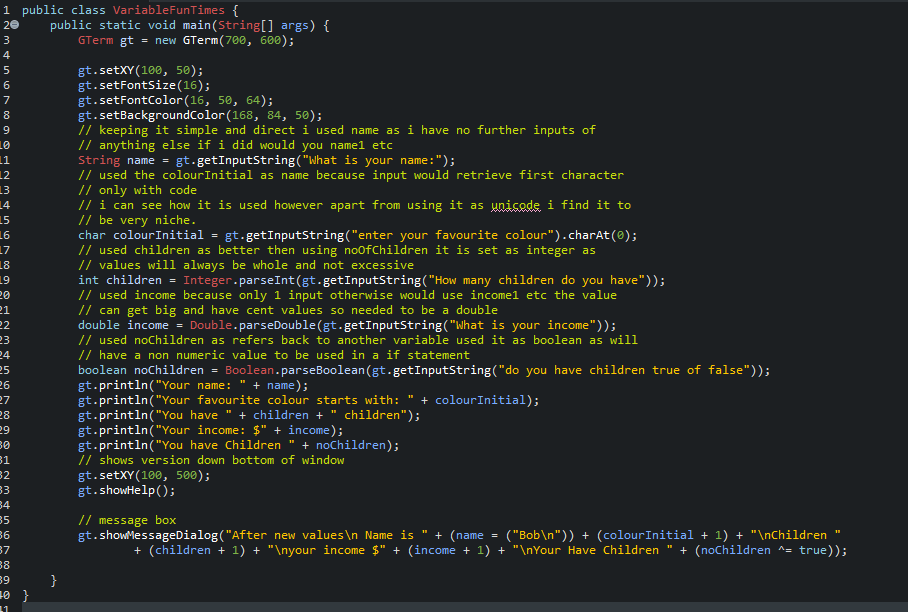 1 public class VariableFunTimes {
2 public static void main(String[] args) {
3 GTerm gt = new GTerm(700, 600);
4
5 gt.setXY(100, 50);
6 gt.setFontSize(16);
7 gt.setFontColor(16, 50, 64);
8 gt.setBackgroundColor(168, 84, 50);
9 // keeping it simple and direct i used name as i have no further inputs of
10 // anything else if i did would you name1 etc
11 String name = gt.getInputString("What is your name:");
12 // used the colourInitial as name because input would retrieve first character
13 // only with code
14 // i can see how it is used however apart from using it as unicode i find it to
15 // be very niche.
16 char colourInitial = gt.getInputString("enter your favourite colour").charAt(0);
17 // used children as better then using noOfChildren it is set as integer as
18 // values will always be whole and not excessive
19 int children = Integer.parseInt(gt.getInputString("How many children do you have"));
20 // used income because only 1 input otherwise would use income1 etc the value
21 // can get big and have cent values so needed to be a double
22 double income = Double.parseDouble(gt.getInputString("What is your income"));
23 // used noChildren as refers back to another variable used it as boolean as will
24 // have a non numeric value to be used in a if statement
25 boolean noChildren = Boolean.parseBoolean(gt.getInputString("do you have children true of false"));
26 gt.println("Your name: " + name);
27 gt.println("Your favourite colour starts with: " + colourInitial);
28 gt.println("You have " + children + " children");
29 gt.println("Your income: $" + income);
30 gt.println("You have Children " + noChildren);
31 // shows version down bottom of window
32 gt.setXY(100, 500);
33 gt.showHelp();
34
35 // message box
36 gt.showMessageDialog("After new values\n Name is " + (name = ("Bob\n")) + (colourInitial + 1) + "\nChildren "
37 + (children + 1) + "\nyour income $" + (income + 1) + "\nYour Have Children " + (noChildren ^= true));
38
39 }
40 }
41